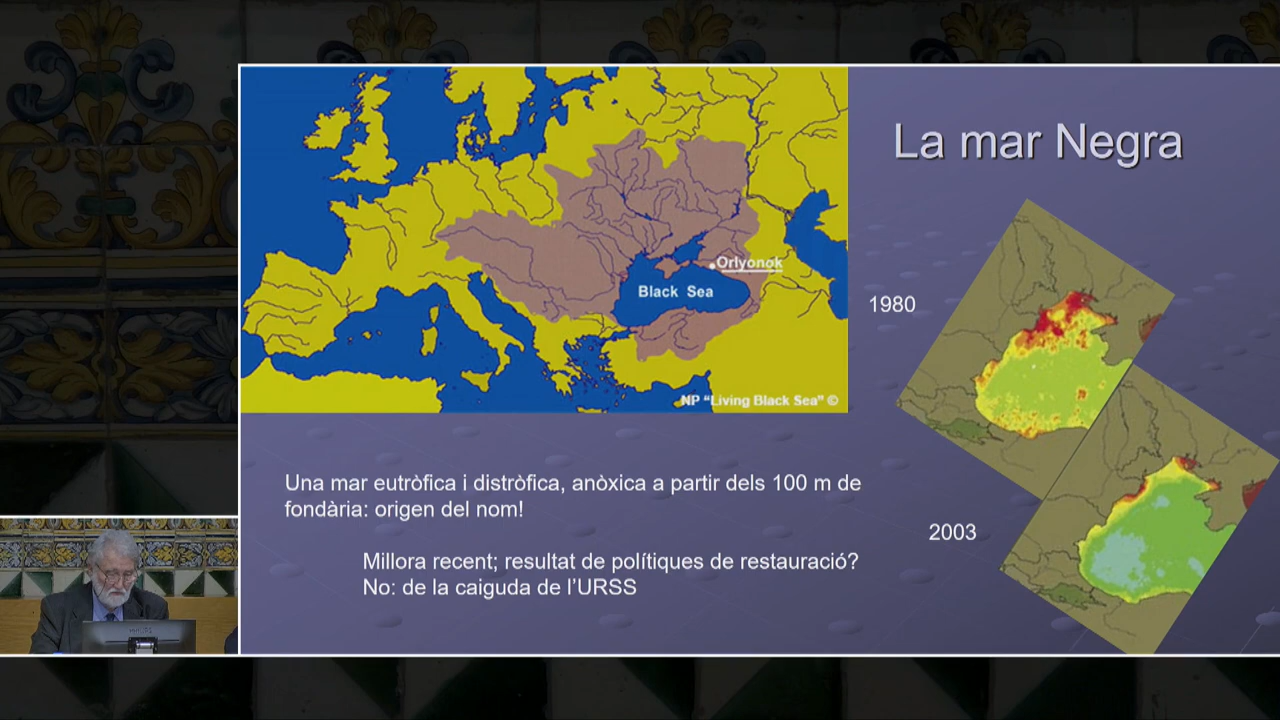 La mar Negra
Orlyonok
Black Sea
NP “Living Black Sea” ©
1980
2003
Una mar eutròfica i distròfica, anòxica a partir dels 100 m de
fondària: origen del nom!
Millora recent; resultat de polítiques de restauració?
No: de la caiguda de l’URSS
PHILIPS